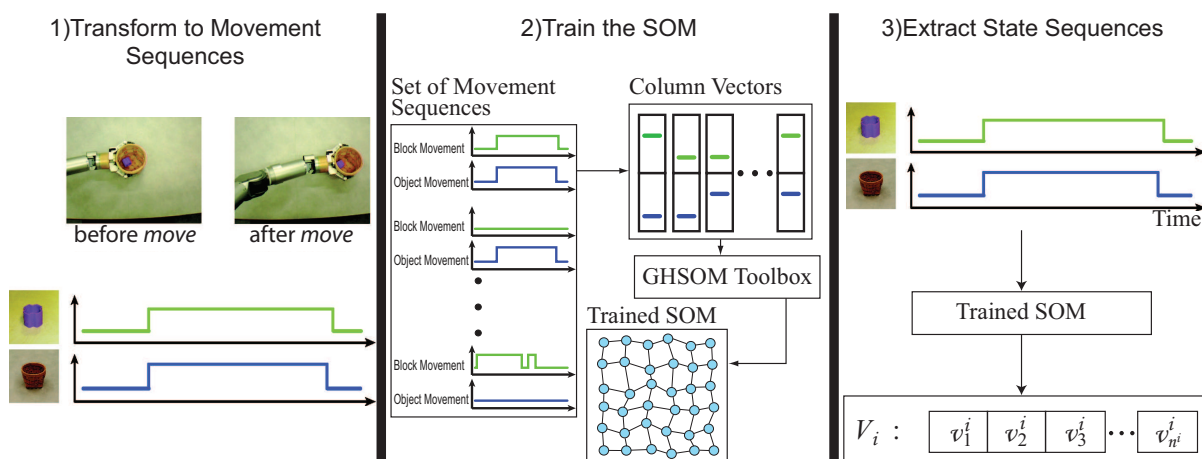 1)Transform to Movement
Sequences
before move
after move
2)Train the SOM
Set of Movement
Sequences
Block Movement
Object Movement
Block Movement
Object Movement
Block Movement
Object Movement
Column Vectors
GHSOM Toolbox
Trained SOM
3)Extract State Sequences
Time
Trained SOM
V_i : v_1^i v_2^i v_3^i ••• v_{n^i}^i